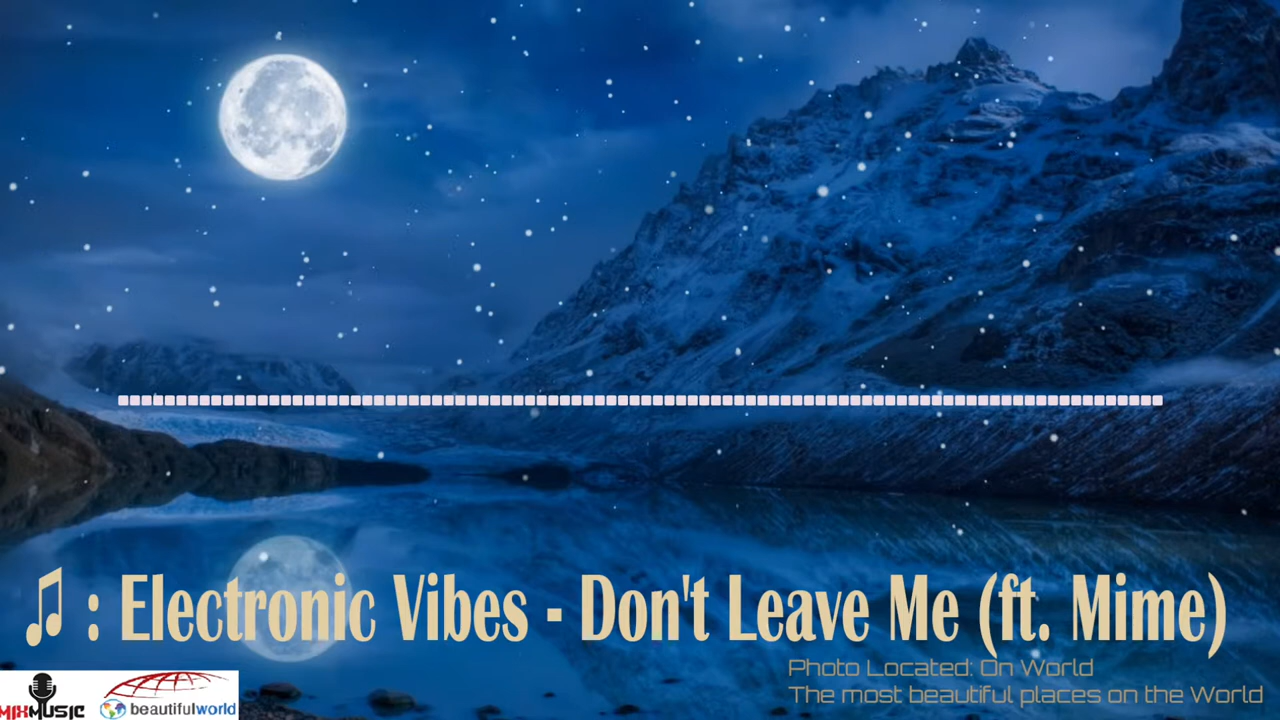 ♫ : Electronic Vibes - Don't Leave Me (ft. Mime)
Photo Located: On World
The most beautiful places on the World
MIXMUSIC
beautifulworld